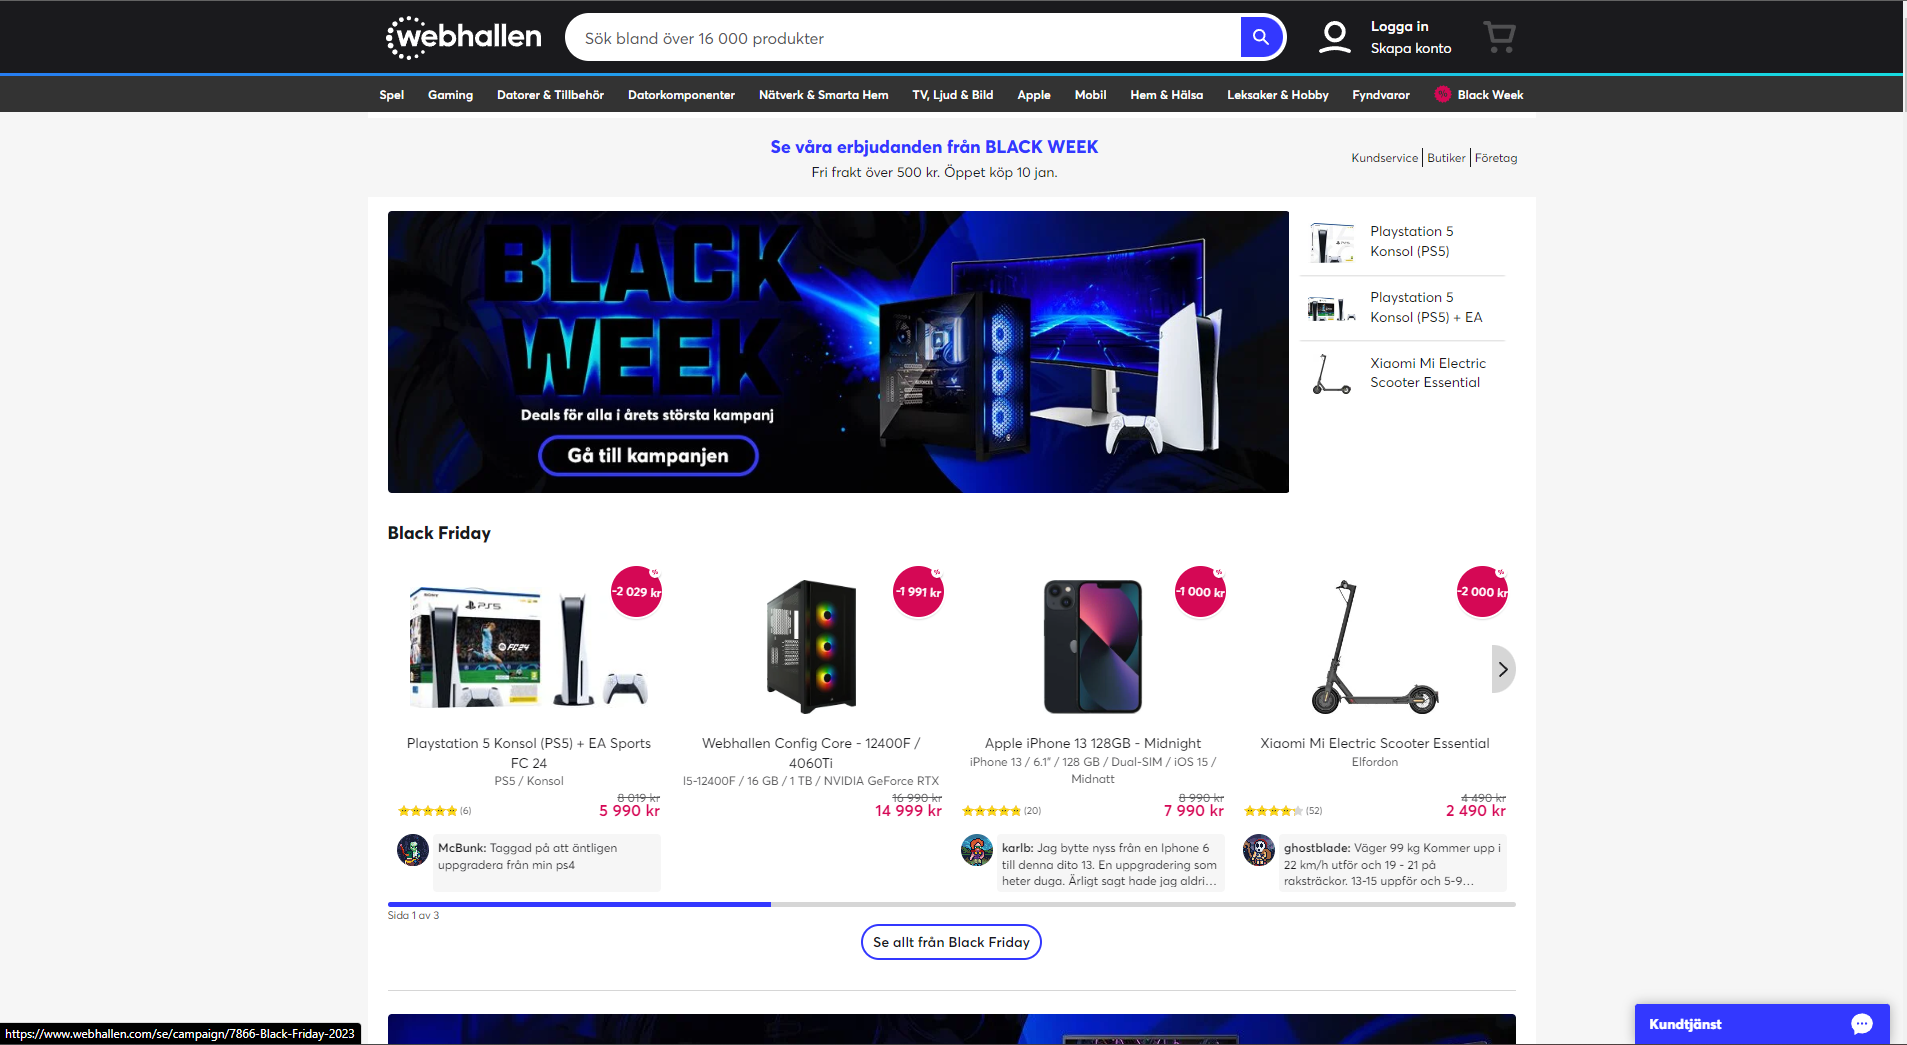 webhallen
Sök bland över 16 000 produkter
Logga in
Skapa konto
Spel Gaming Datorer & Tillbehör Datorkomponenter Nätverk & Smarta Hem TV, Ljud & Bild Apple Mobil Hem & Hälsa Leksaker & Hobby Fyndvaror % Black Week
Se våra erbjudanden från BLACK WEEK
Fri frakt över 500 kr. Öppet köp 10 jan.
Kundservice Butiker Företag
BLACK
WEEK
Deals för alla i årets största kampanj
Gå till kampanjen
Playstation 5
Konsol (PS5)
Playstation 5
Konsol (PS5) + EA
Xiaomi Mi Electric
Scooter Essential
Black Friday
%
-2 029 kr
SONY
PS5
FC24
Playstation 5 Konsol (PS5) + EA Sports
FC 24
PS5 / Konsol
(6)
8 019 kr
5 990 kr
McBunk: Taggad på att äntligen
uppgradera från min ps4
%
-1 991 kr
Webhallen Config Core - 12400F /
4060Ti
I5-12400F / 16 GB / 1 TB / NVIDIA GeForce RTX
16 990 kr
14 999 kr
%
-1 000 kr
Apple iPhone 13 128GB - Midnight
iPhone 13 / 6.1" / 128 GB / Dual-SIM / iOS 15 /
Midnatt
(20)
8 990 kr
7 990 kr
karlb: Jag bytte nyss från en Iphone 6
till denna dito 13. En uppgradering som
heter duga. Ärligt sagt hade jag aldri...
%
-2 000 kr
Xiaomi Mi Electric Scooter Essential
Elfordon
(52)
4 490 kr
2 490 kr
ghostblade: Väger 99 kg Kommer upp i
22 km/h utför och 19 - 21 på
raksträckor. 13-15 uppför och 5-9...
Sida 1 av 3
Se allt från Black Friday
https://www.webhallen.com/se/campaign/7866-Black-Friday-2023
Kundtjänst